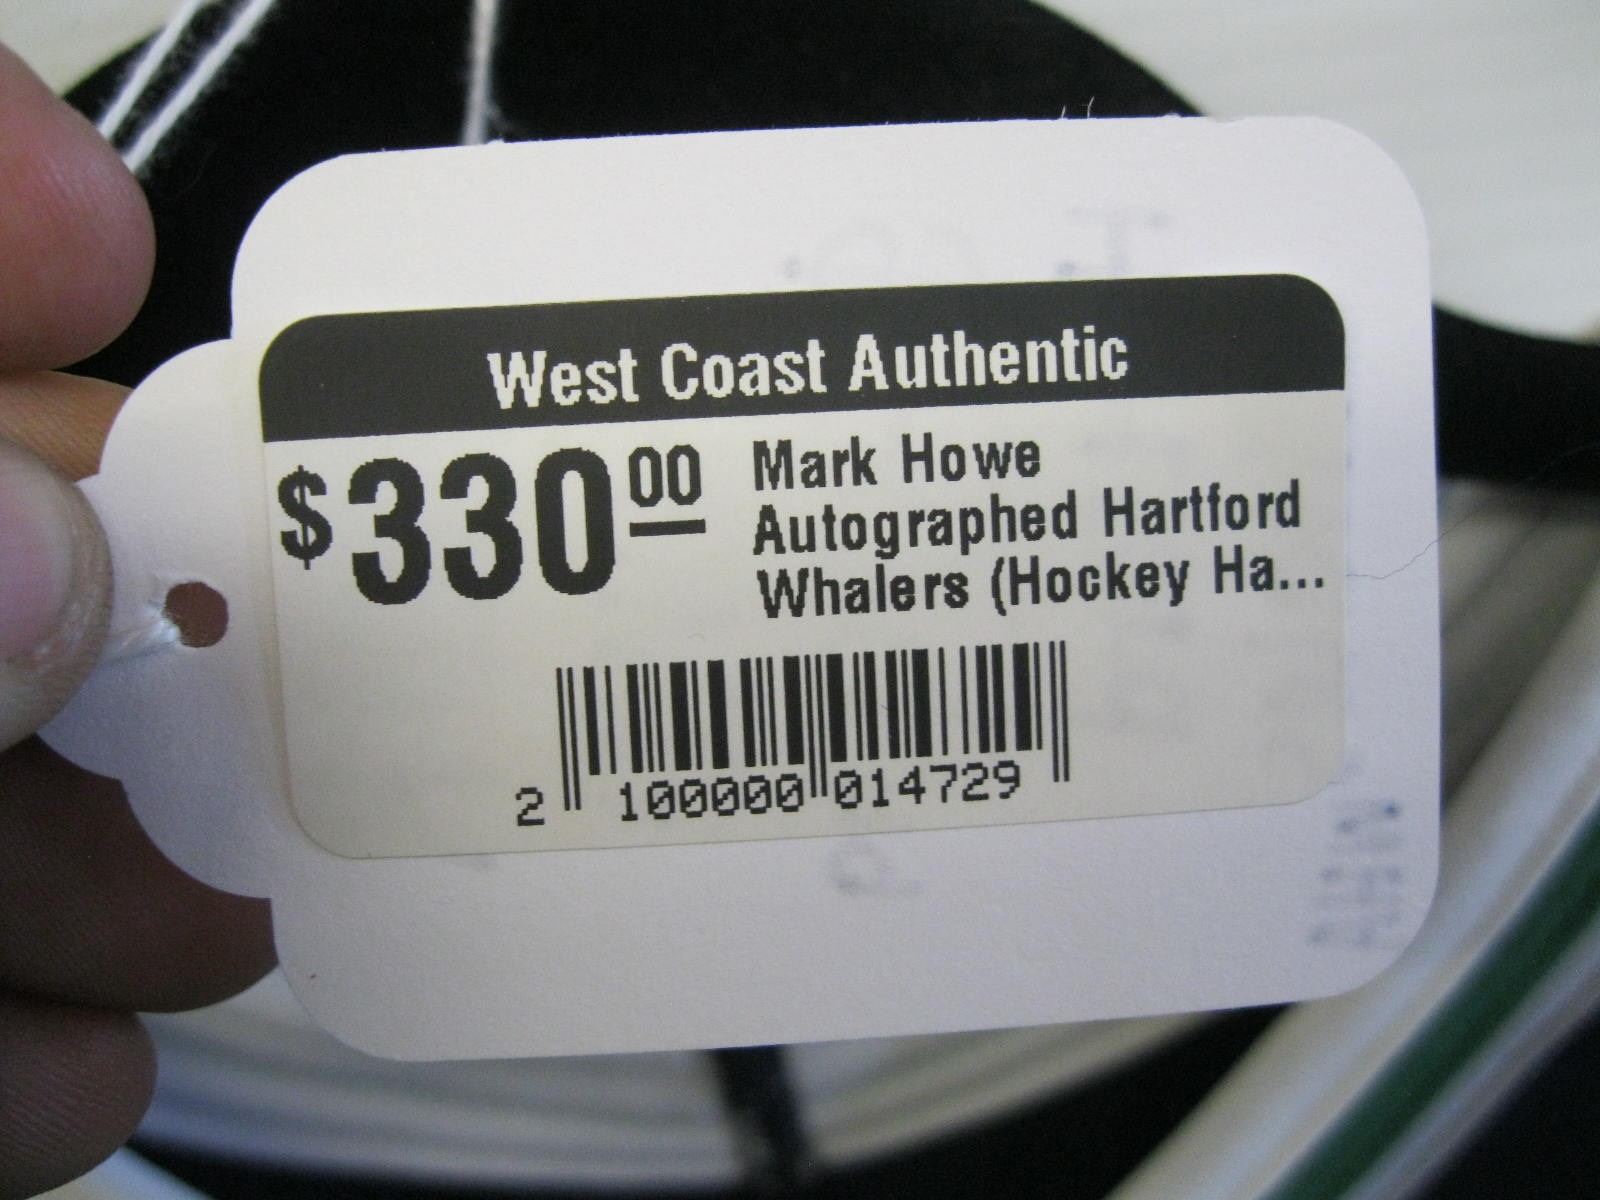 West Coast Authentic
$330.00
Mark Howe
Autographed Hartford
Whalers (Hockey Ha...
2 100000 014729